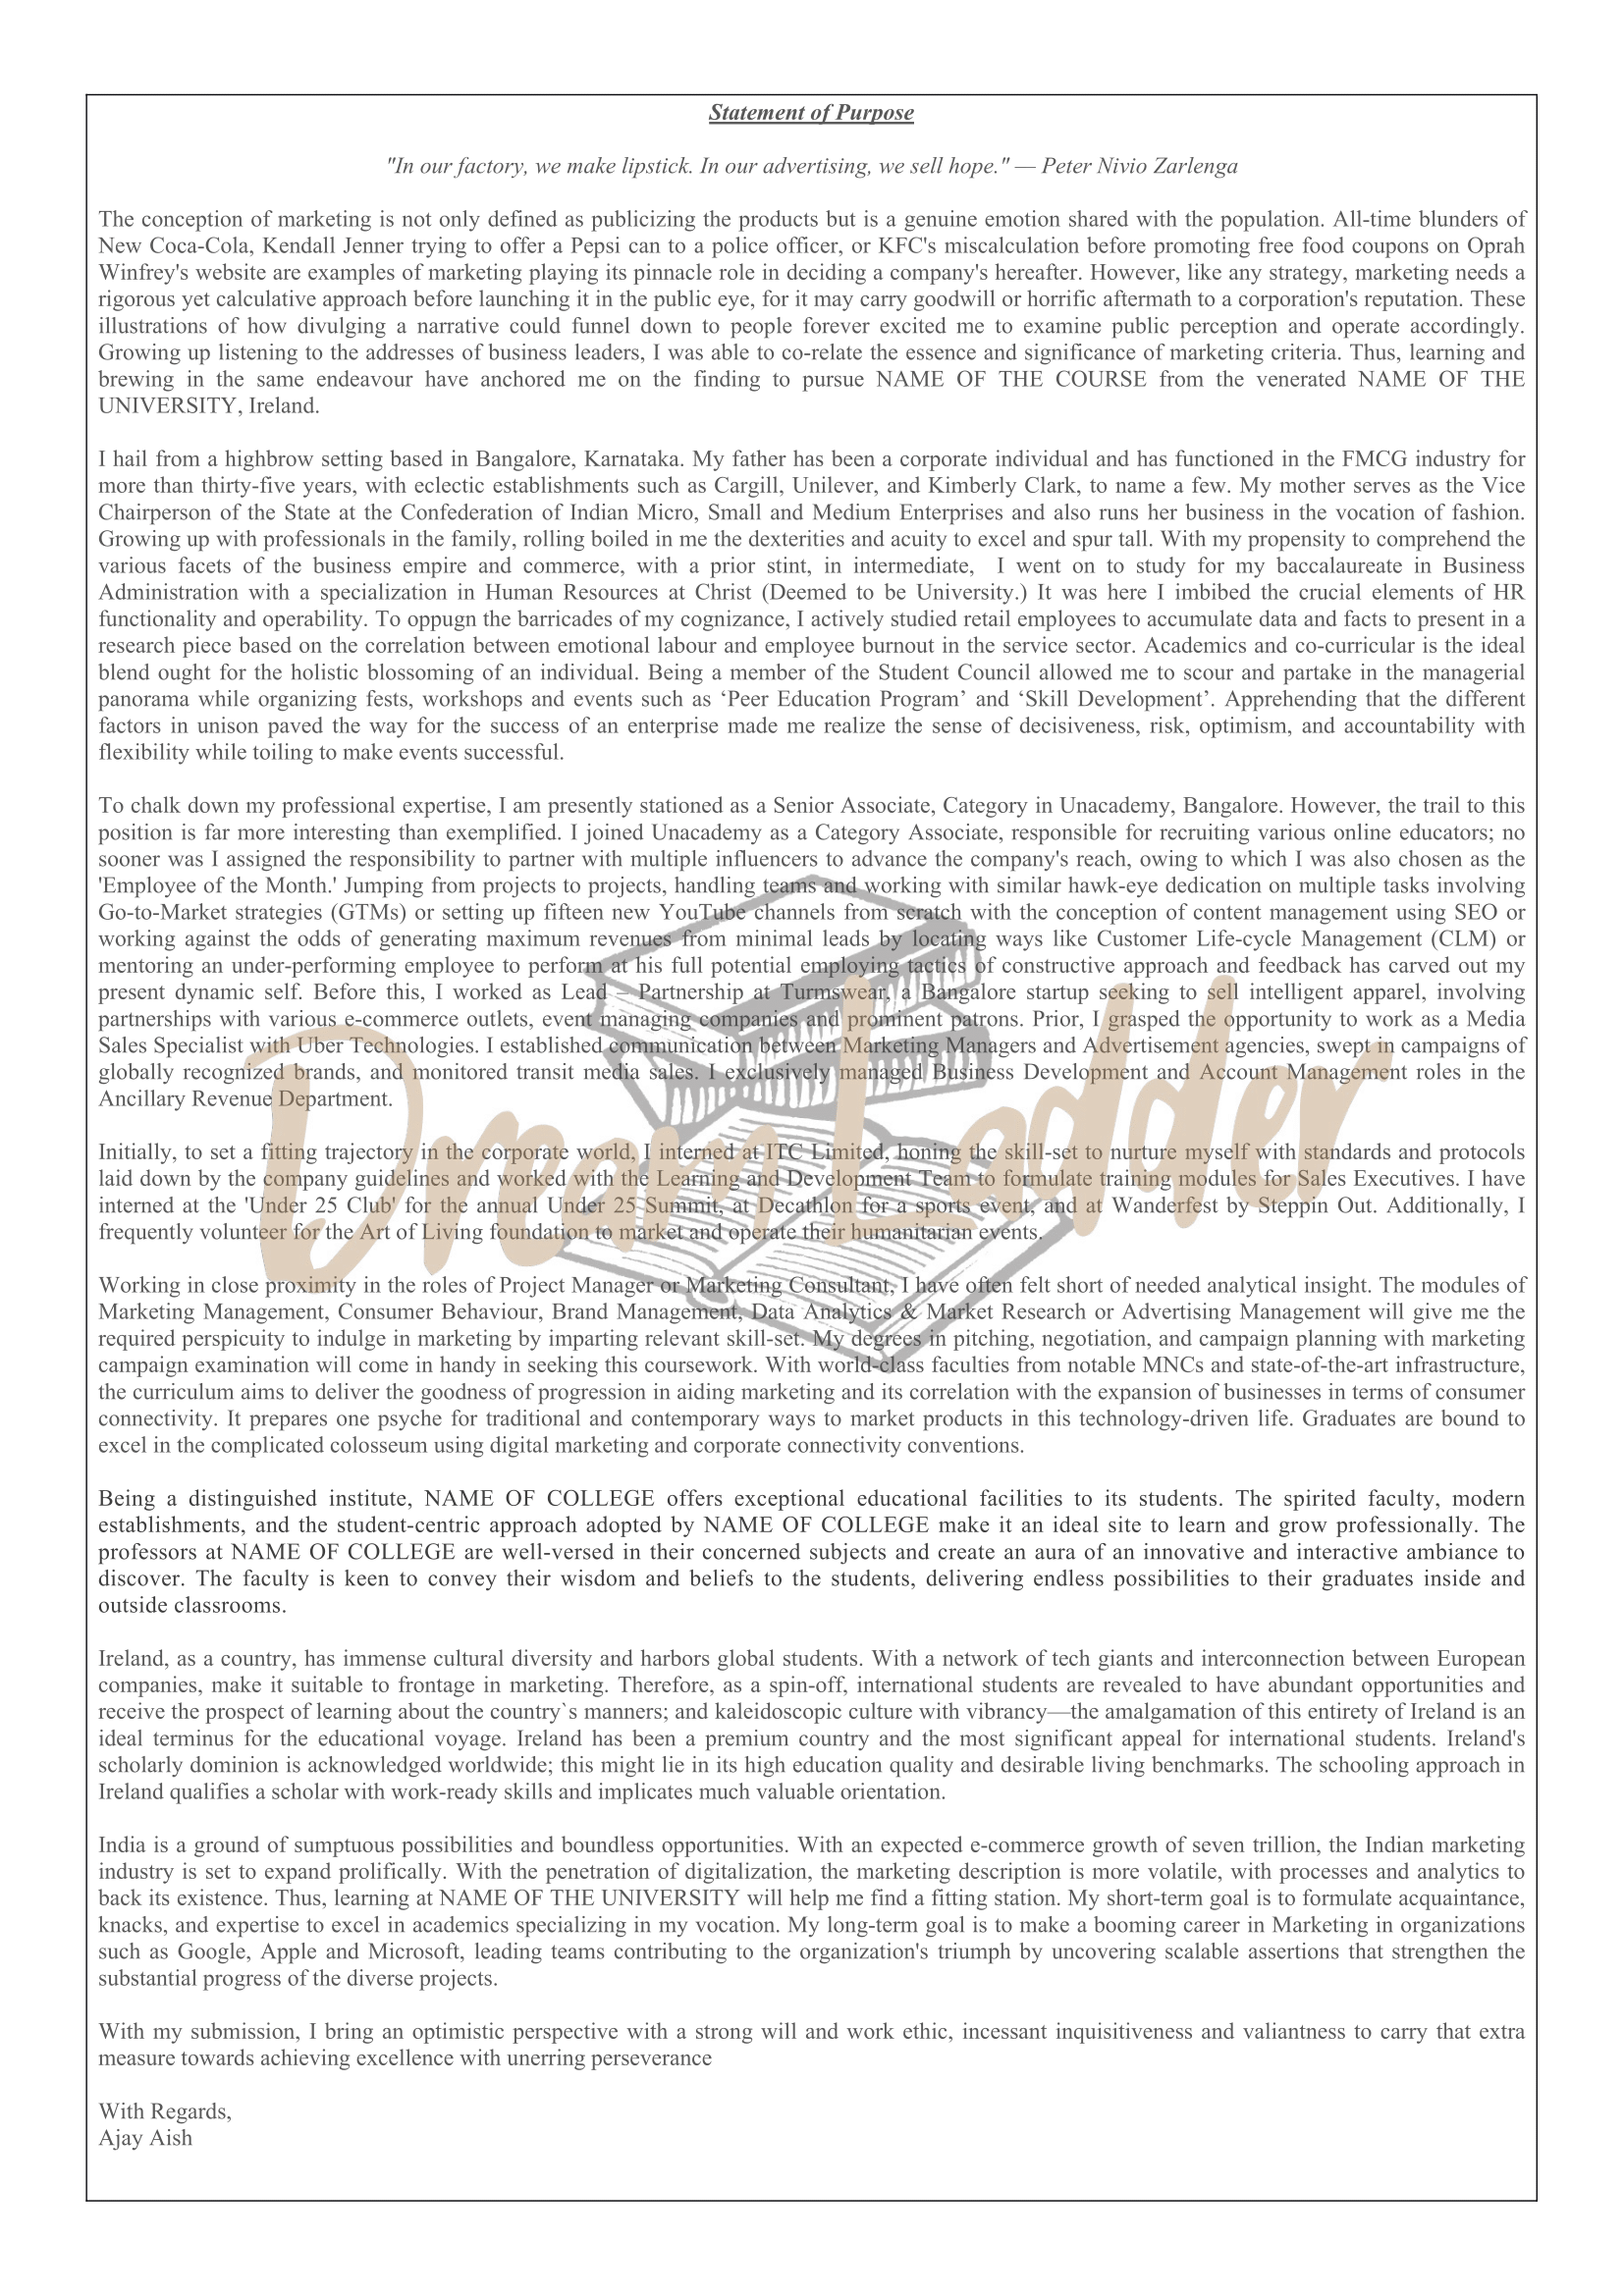 Statement of Purpose
"In our factory, we make lipstick. In our advertising, we sell hope." — Peter Nivio Zarlenga
The conception of marketing is not only defined as publicizing the products but is a genuine emotion shared with the population. All-time blunders of
New Coca-Cola, Kendall Jenner trying to offer a Pepsi can to a police officer, or KFC's miscalculation before promoting free food coupons on Oprah
Winfrey's website are examples of marketing playing its pinnacle role in deciding a company's hereafter. However, like any strategy, marketing needs a
rigorous yet calculative approach before launching it in the public eye, for it may carry goodwill or horrific aftermath to a corporation's reputation. These
illustrations of how divulging a narrative could funnel down to people forever excited me to examine public perception and operate accordingly.
Growing up listening to the addresses of business leaders, I was able to co-relate the essence and significance of marketing criteria. Thus, learning and
brewing in the same endeavour have anchored me on the finding to pursue NAME OF THE COURSE from the venerated NAME OF THE
UNIVERSITY, Ireland.
I hail from a highbrow setting based in Bangalore, Karnataka. My father has been a corporate individual and has functioned in the FMCG industry for
more than thirty-five years, with eclectic establishments such as Cargill, Unilever, and Kimberly Clark, to name a few. My mother serves as the Vice
Chairperson of the State at the Confederation of Indian Micro, Small and Medium Enterprises and also runs her business in the vocation of fashion.
Growing up with professionals in the family, rolling boiled in me the dexterities and acuity to excel and spur tall. With my propensity to comprehend the
various facets of the business empire and commerce, with a prior stint, in intermediate, I went on to study for my baccalaureate in Business
Administration with a specialization in Human Resources at Christ (Deemed to be University.) It was here I imbibed the crucial elements of HR
functionality and operability. To oppugn the barricades of my cognizance, I actively studied retail employees to accumulate data and facts to present in a
research piece based on the correlation between emotional labour and employee burnout in the service sector. Academics and co-curricular is the ideal
blend ought for the holistic blossoming of an individual. Being a member of the Student Council allowed me to scour and partake in the managerial
panorama while organizing fests, workshops and events such as ‘Peer Education Program’ and ‘Skill Development’. Apprehending that the different
factors in unison paved the way for the success of an enterprise made me realize the sense of decisiveness, risk, optimism, and accountability with
flexibility while toiling to make events successful.
To chalk down my professional expertise, I am presently stationed as a Senior Associate, Category in Unacademy, Bangalore. However, the trail to this
position is far more interesting than exemplified. I joined Unacademy as a Category Associate, responsible for recruiting various online educators; no
sooner was I assigned the responsibility to partner with multiple influencers to advance the company's reach, owing to which I was also chosen as the
'Employee of the Month.' Jumping from projects to projects, handling teams and working with similar hawk-eye dedication on multiple tasks involving
Go-to-Market strategies (GTMs) or setting up fifteen new YouTube channels from scratch with the conception of content management using SEO or
working against the odds of generating maximum revenues from minimal leads by locating ways like Customer Life-cycle Management (CLM) or
mentoring an under-performing employee to perform at his full potential employing tactics of constructive approach and feedback has carved out my
present dynamic self. Before this, I worked as Lead – Partnership at Turmswear, a Bangalore startup seeking to sell intelligent apparel, involving
partnerships with various e-commerce outlets, event managing companies and prominent patrons. Prior, I grasped the opportunity to work as a Media
Sales Specialist with Uber Technologies. I established communication between Marketing Managers and Advertisement agencies, swept in campaigns of
globally recognized brands, and monitored transit media sales. I exclusively managed Business Development and Account Management roles in the
Ancillary Revenue Department.
Initially, to set a fitting trajectory in the corporate world, I interned at ITC Limited, honing the skill-set to nurture myself with standards and protocols
laid down by the company guidelines and worked with the Learning and Development Team to formulate training modules for Sales Executives. I have
interned at the 'Under 25 Club' for the annual Under 25 Summit, at Decathlon for a sports event, and at Wanderfest by Steppin Out. Additionally, I
frequently volunteer for the Art of Living foundation to market and operate their humanitarian events.
Dream Ladder
Working in close proximity in the roles of Project Manager or Marketing Consultant, I have often felt short of needed analytical insight. The modules of
Marketing Management, Consumer Behaviour, Brand Management, Data Analytics & Market Research or Advertising Management will give me the
required perspicuity to indulge in marketing by imparting relevant skill-set. My degrees in pitching, negotiation, and campaign planning with marketing
campaign examination will come in handy in seeking this coursework. With world-class faculties from notable MNCs and state-of-the-art infrastructure,
the curriculum aims to deliver the goodness of progression in aiding marketing and its correlation with the expansion of businesses in terms of consumer
connectivity. It prepares one psyche for traditional and contemporary ways to market products in this technology-driven life. Graduates are bound to
excel in the complicated colosseum using digital marketing and corporate connectivity conventions.
Being a distinguished institute, NAME OF COLLEGE offers exceptional educational facilities to its students. The spirited faculty, modern
establishments, and the student-centric approach adopted by NAME OF COLLEGE make it an ideal site to learn and grow professionally. The
professors at NAME OF COLLEGE are well-versed in their concerned subjects and create an aura of an innovative and interactive ambiance to
discover. The faculty is keen to convey their wisdom and beliefs to the students, delivering endless possibilities to their graduates inside and
outside classrooms.
Ireland, as a country, has immense cultural diversity and harbors global students. With a network of tech giants and interconnection between European
companies, make it suitable to frontage in marketing. Therefore, as a spin-off, international students are revealed to have abundant opportunities and
receive the prospect of learning about the country`s manners; and kaleidoscopic culture with vibrancy—the amalgamation of this entirety of Ireland is an
ideal terminus for the educational voyage. Ireland has been a premium country and the most significant appeal for international students. Ireland's
scholarly dominion is acknowledged worldwide; this might lie in its high education quality and desirable living benchmarks. The schooling approach in
Ireland qualifies a scholar with work-ready skills and implicates much valuable orientation.
India is a ground of sumptuous possibilities and boundless opportunities. With an expected e-commerce growth of seven trillion, the Indian marketing
industry is set to expand prolifically. With the penetration of digitalization, the marketing description is more volatile, with processes and analytics to
back its existence. Thus, learning at NAME OF THE UNIVERSITY will help me find a fitting station. My short-term goal is to formulate acquaintance,
knacks, and expertise to excel in academics specializing in my vocation. My long-term goal is to make a booming career in Marketing in organizations
such as Google, Apple and Microsoft, leading teams contributing to the organization's triumph by uncovering scalable assertions that strengthen the
substantial progress of the diverse projects.
With my submission, I bring an optimistic perspective with a strong will and work ethic, incessant inquisitiveness and valiantness to carry that extra
measure towards achieving excellence with unerring perseverance
With Regards,
Ajay Aish